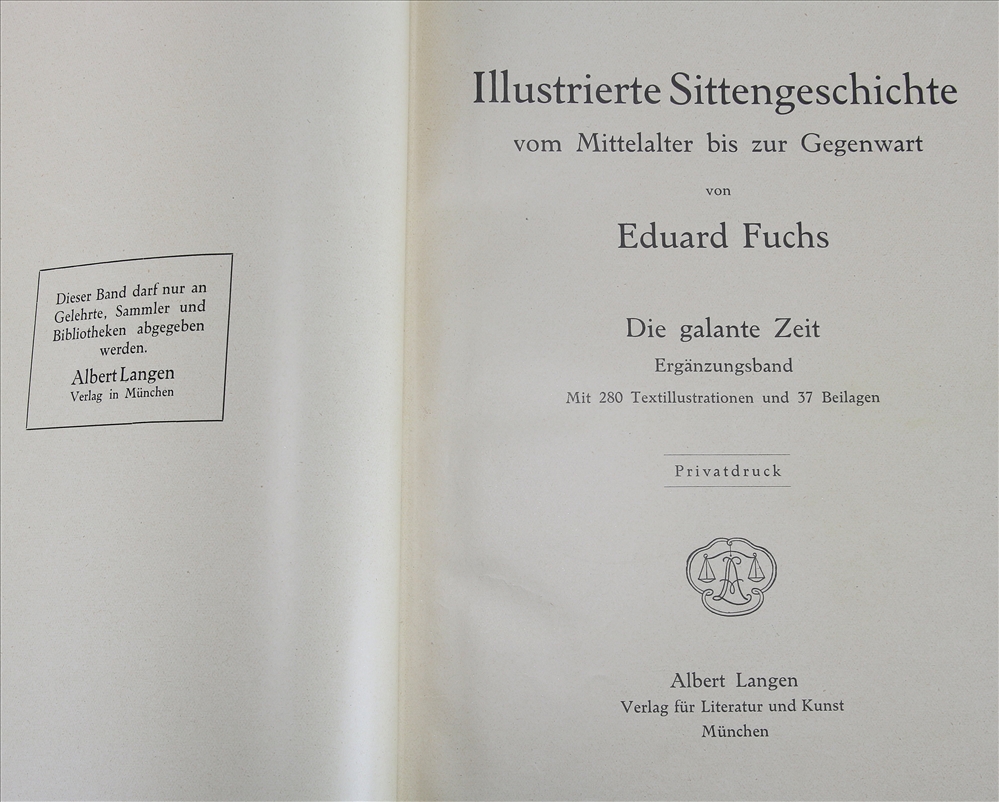 Dieser Band darf nur an
Gelehrte, Sammler und
Bibliotheken abgegeben
werden.
Albert Langen
Verlag in München
Illustrierte Sittengeschichte
vom Mittelalter bis zur Gegenwart
von
Eduard Fuchs
Die galante Zeit
Ergänzungsband
Mit 280 Textillustrationen und 37 Beilagen
Privatdruck
Albert Langen
Verlag für Literatur und Kunst
München